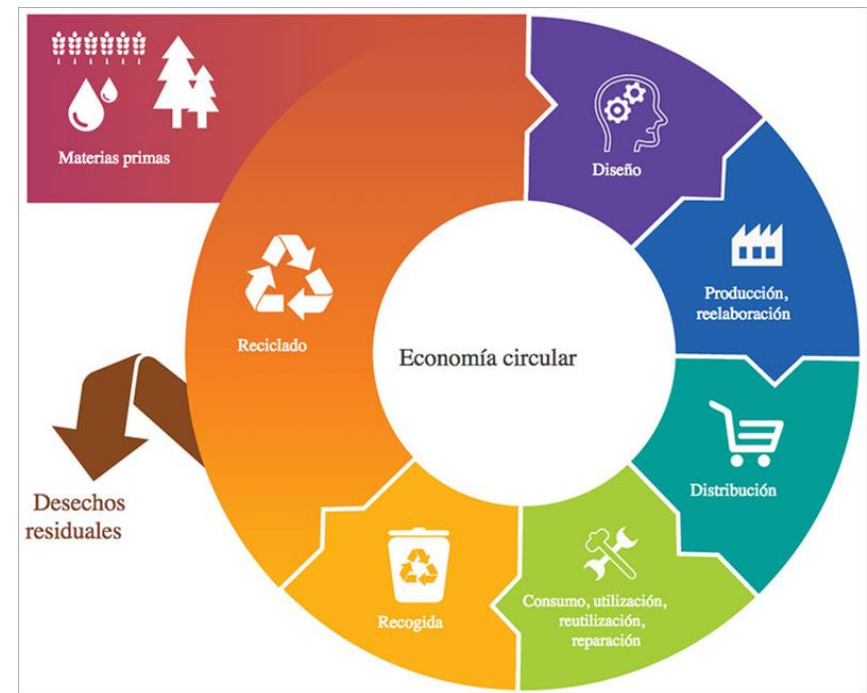 Materias primas
Diseño
Producción,
reelaboración
Distribución
Consumo, utilización,
reutilización,
reparación
Recogida
Reciclado
Desechos
residuales
Economía circular